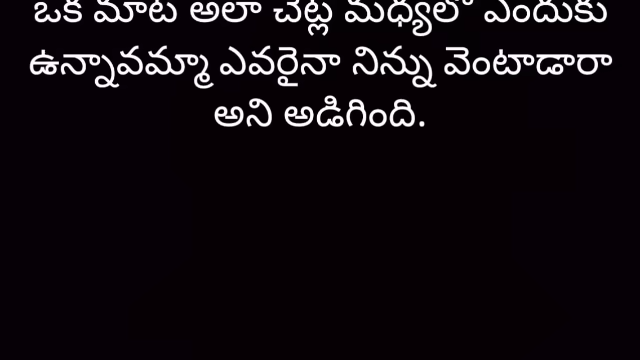 ఒక మాట అలా చెట్ల మధ్యలో ఎందుకు
ఉన్నావమ్మా ఎవరైనా నిన్ను వెంటాడారా
అని అడిగింది.